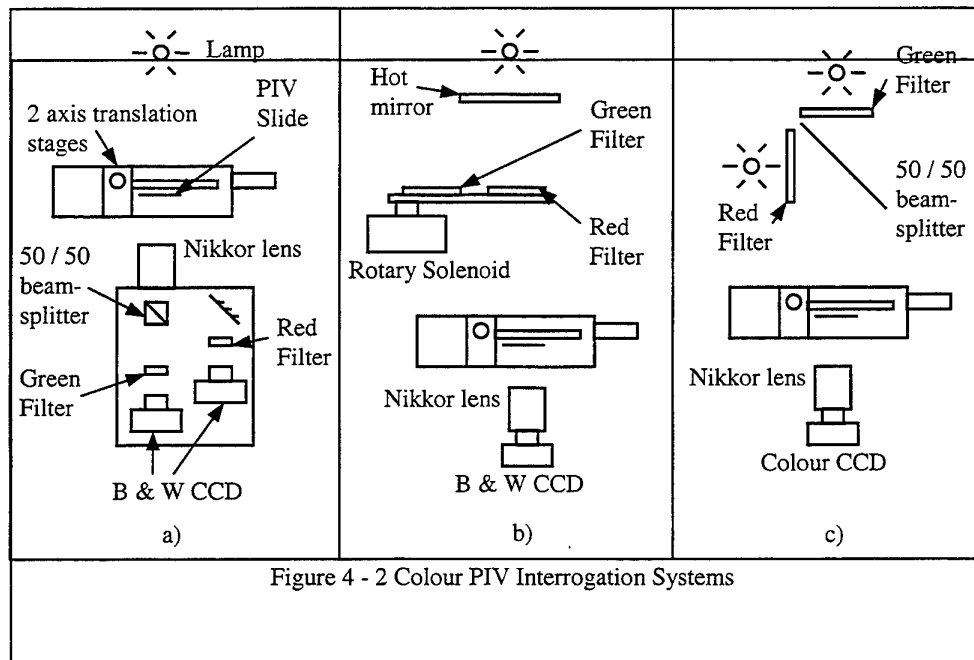 Lamp
PIV
Slide
2 axis translation
stages
Nikkor lens
50 / 50
beam-
splitter
Red
Filter
Green
Filter
B & W CCD
a)
Hot
mirror
Green
Filter
Red
Filter
Rotary Solenoid
Nikkor lens
B & W CCD
b)
Green
Filter
50 / 50
beam-
splitter
Red
Filter
Nikkor lens
Colour CCD
c)
Figure 4 - 2 Colour PIV Interrogation Systems